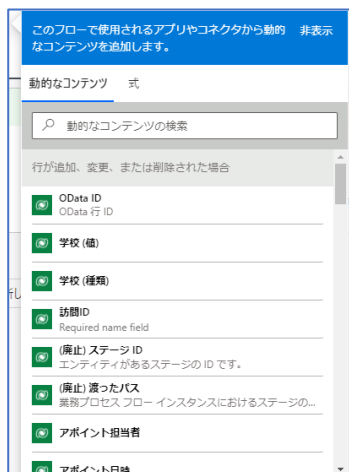 このフローで使用されるアプリやコネクタから動的 非表示
なコンテンツを追加します。
動的なコンテンツ 式
動的なコンテンツの検索
行が追加、変更、または削除された場合
OData ID
OData 行 ID
学校 (値)
学校 (種類)
訪問ID
Required name field
(廃止) ステージ ID
エンティティがあるステージの ID です。
(廃止) 渡ったパス
業務プロセス フロー インスタンスにおけるステージの...
アポイント担当者
アポイント日時